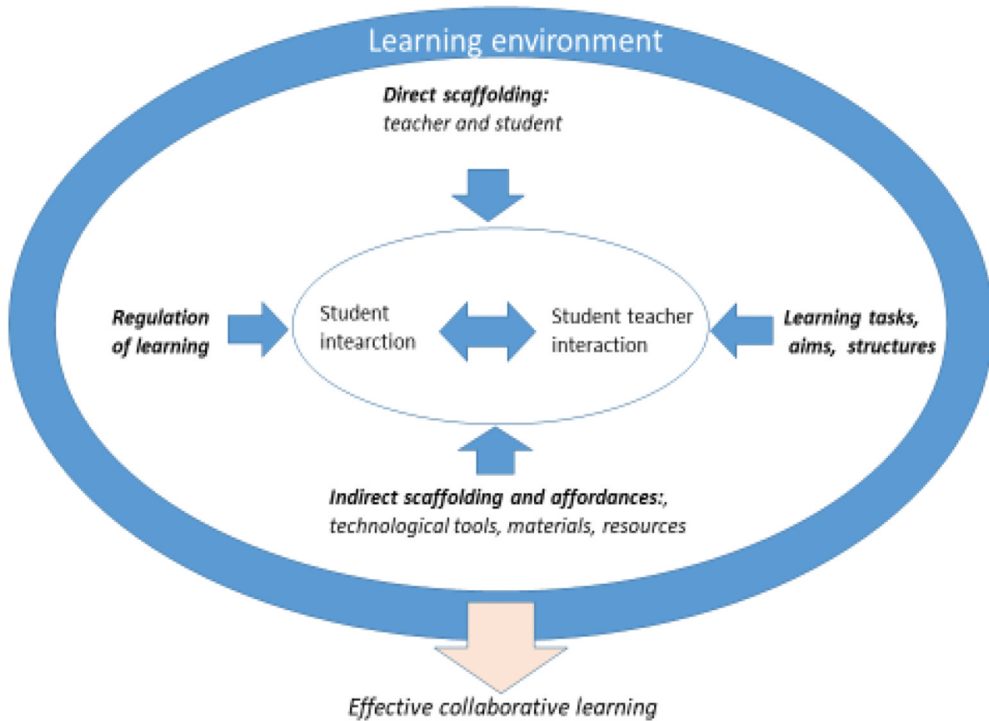 Learning environment
Direct scaffolding:
teacher and student
Regulation
of learning
Student
intearction
Student teacher
interaction
Learning tasks,
aims, structures
Indirect scaffolding and affordances:,
technological tools, materials, resources
Effective collaborative learning